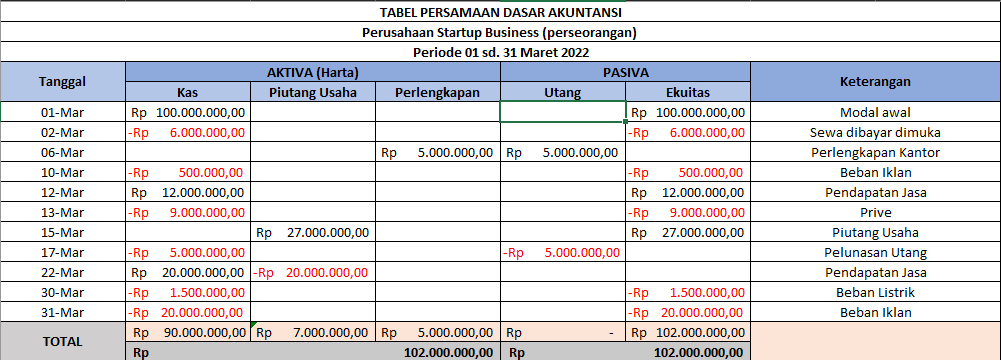 TABEL PERSAMAAN DASAR AKUNTANSI
Perusahaan Startup Business (perseorangan)
Periode 01 sd. 31 Maret 2022
Tanggal AKTIVA (Harta) PASIVA Keterangan
Kas Piutang Usaha Perlengkapan Utang Ekuitas
01-Mar Rp 100.000.000,00 Rp 100.000.000,00 Modal awal
02-Mar -Rp 6.000.000,00 -Rp 6.000.000,00 Sewa dibayar dimuka
06-Mar Rp 5.000.000,00 Rp 5.000.000,00 Perlengkapan Kantor
10-Mar -Rp 500.000,00 -Rp 500.000,00 Beban Iklan
12-Mar Rp 12.000.000,00 Rp 12.000.000,00 Pendapatan Jasa
13-Mar -Rp 9.000.000,00 -Rp 9.000.000,00 Prive
15-Mar Rp 27.000.000,00 Rp 27.000.000,00 Piutang Usaha
17-Mar -Rp 5.000.000,00 -Rp 5.000.000,00 Pelunasan Utang
22-Mar Rp 20.000.000,00 -Rp 20.000.000,00 Pendapatan Jasa
30-Mar -Rp 1.500.000,00 -Rp 1.500.000,00 Beban Listrik
31-Mar -Rp 20.000.000,00 -Rp 20.000.000,00 Beban Iklan
TOTAL Rp 90.000.000,00 Rp 7.000.000,00 Rp 5.000.000,00 Rp - Rp 102.000.000,00
Rp 102.000.000,00 Rp 102.000.000,00